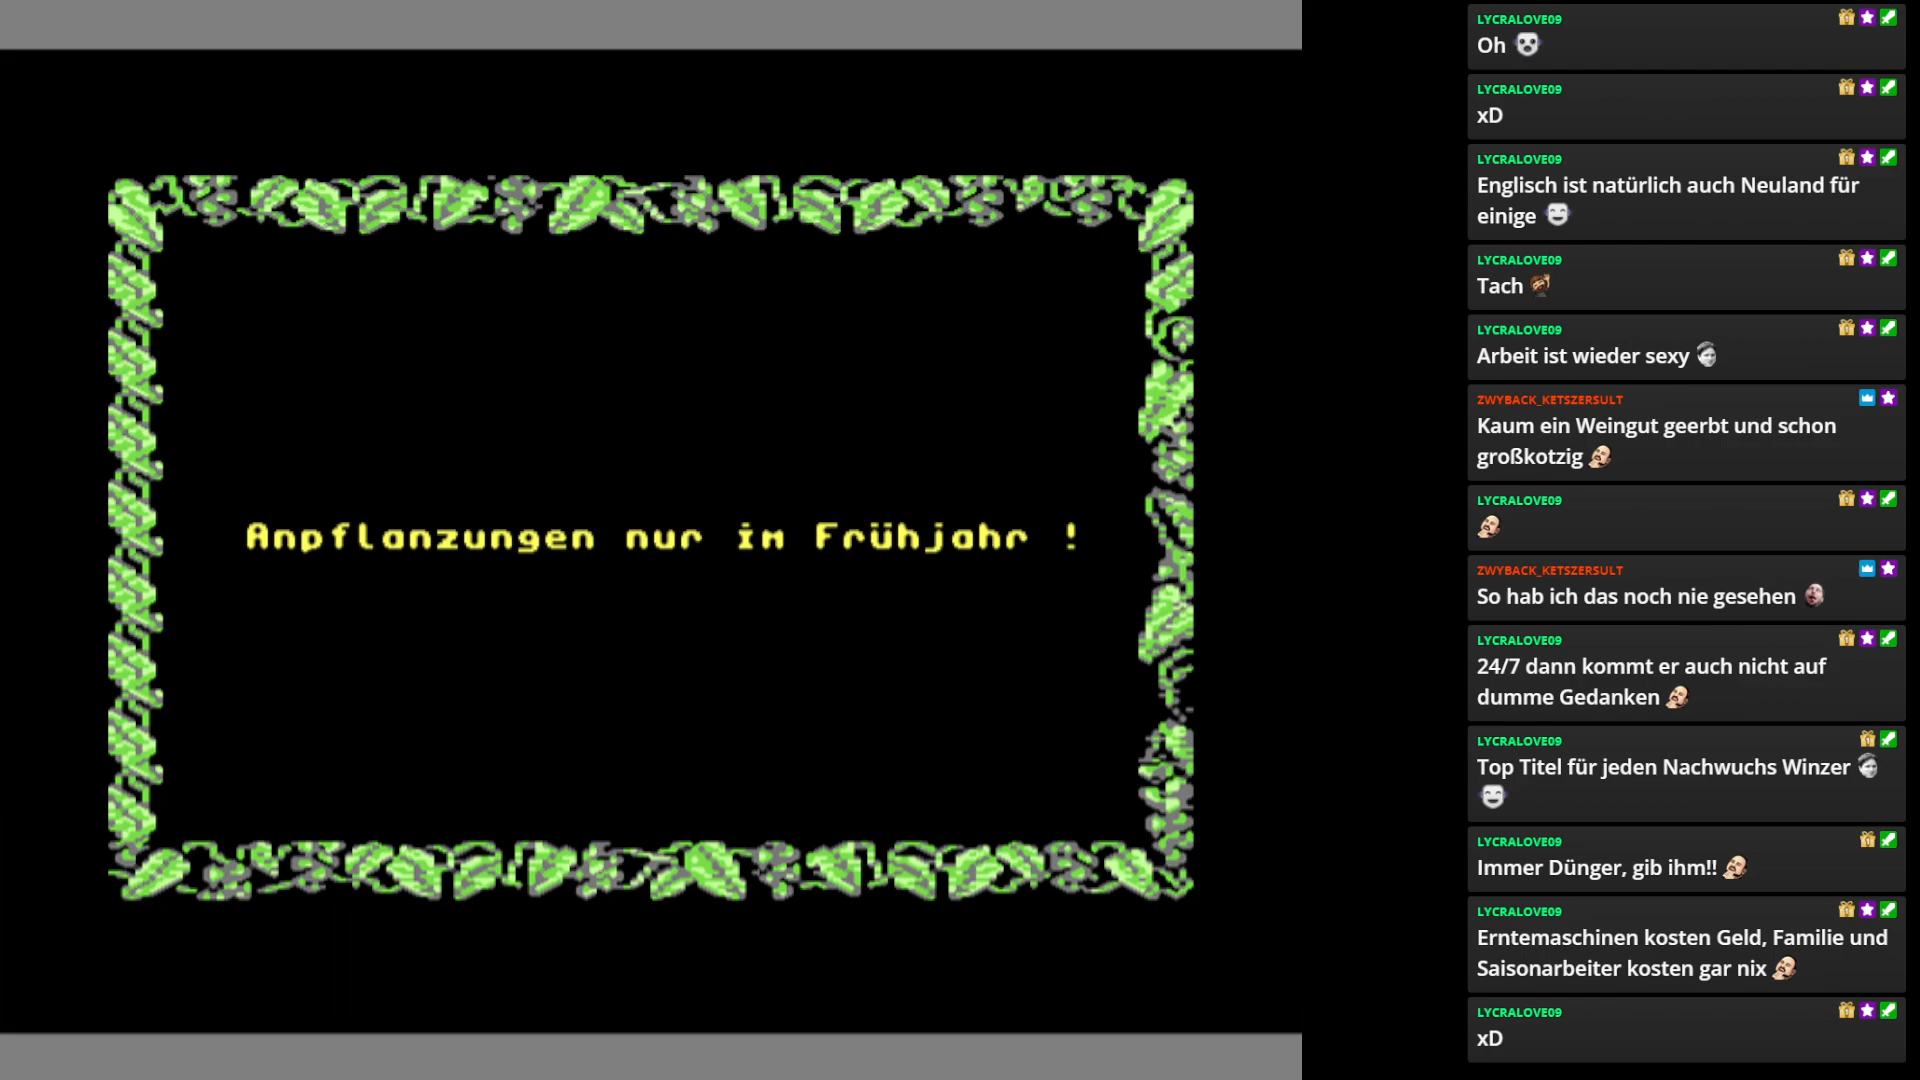 Anpflanzungen nur im Frühjahr !
LYCRALOVE09
Oh
LYCRALOVE09
xD
LYCRALOVE09
Englisch ist natürlich auch Neuland für
einige
LYCRALOVE09
Tach
LYCRALOVE09
Arbeit ist wieder sexy
ZWYBACK_KETSZERSULT
Kaum ein Weingut geerbt und schon
großkotzig
LYCRALOVE09
ZWYBACK_KETSZERSULT
So hab ich das noch nie gesehen
LYCRALOVE09
24/7 dann kommt er auch nicht auf
dumme Gedanken
LYCRALOVE09
Top Titel für jeden Nachwuchs Winzer
LYCRALOVE09
Immer Dünger, gib ihm!!
LYCRALOVE09
Erntemaschinen kosten Geld, Familie und
Saisonarbeiter kosten gar nix
LYCRALOVE09
xD